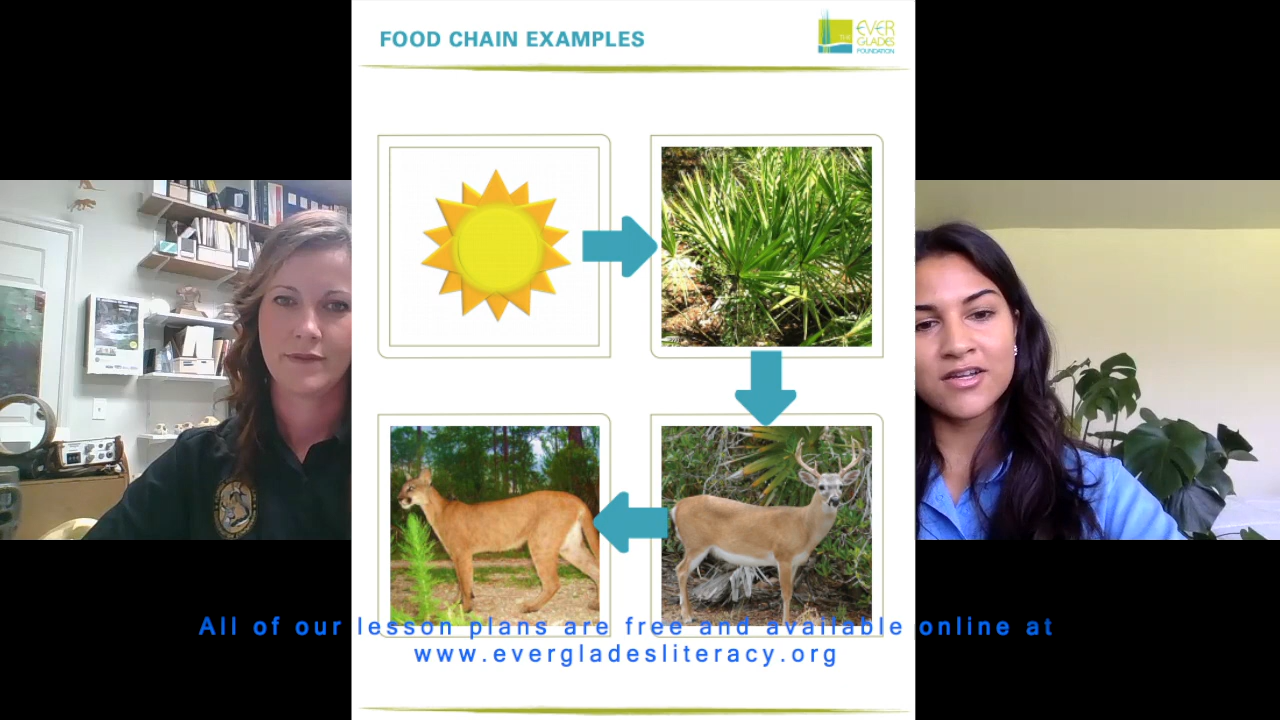 FOOD CHAIN EXAMPLES
THE
EVER
GLADES
FOUNDATION
All of our lesson plans are free and available online at
www.evergladesliteracy.org